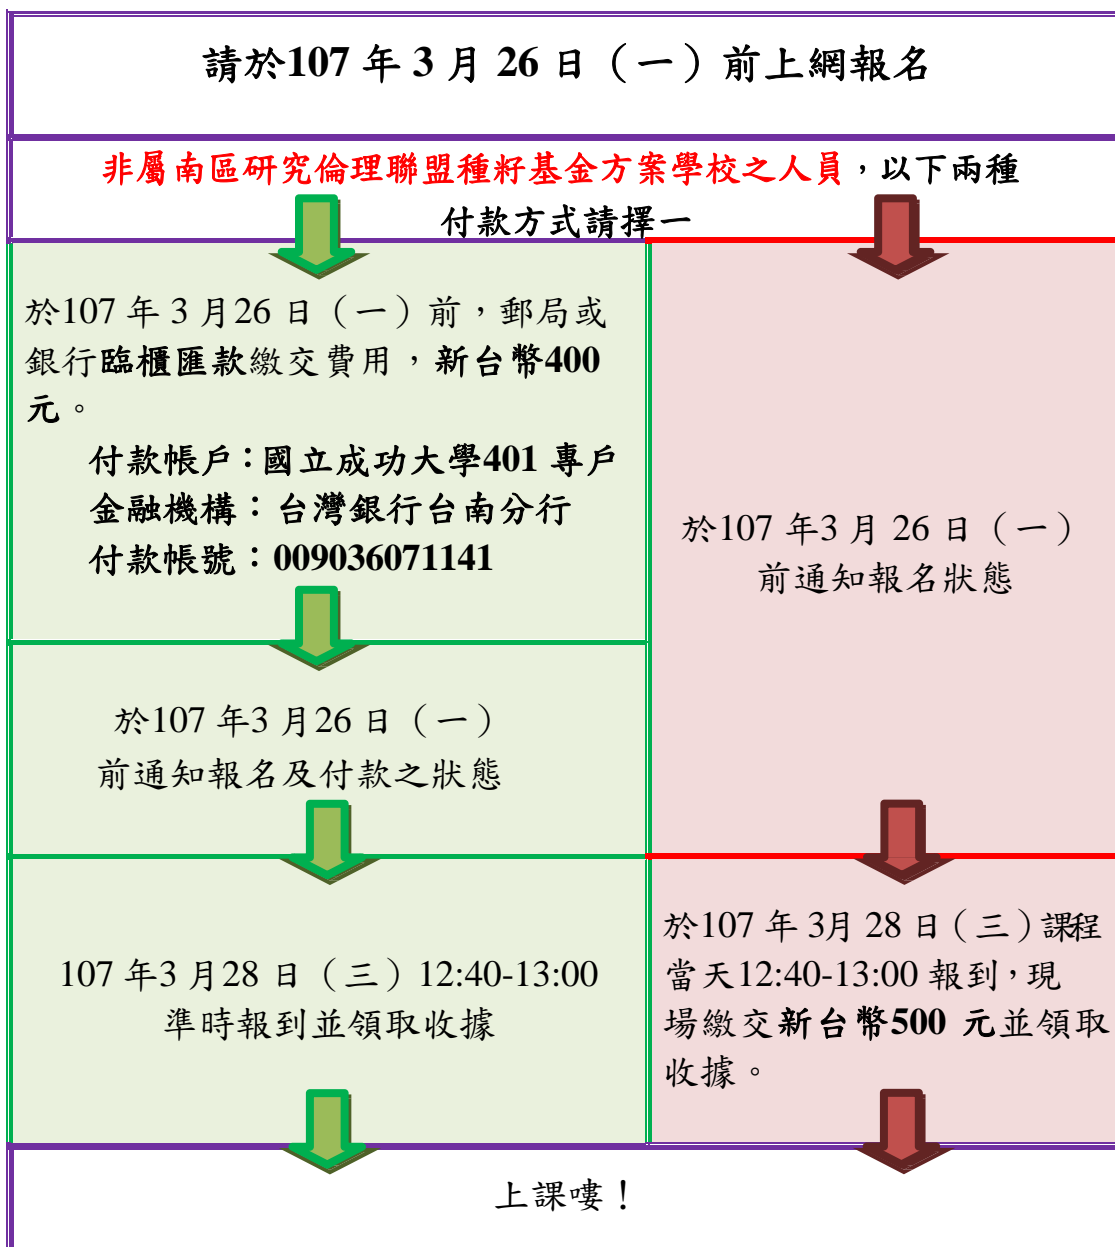 請於107 年 3 月 26 日（一）前上網報名
非屬南區研究倫理聯盟種籽基金方案學校之人員，以下兩種
付款方式請擇一
於107 年 3 月26 日（一）前，郵局或
銀行臨櫃匯款繳交費用，新台幣400
元。
付款帳戶：國立成功大學401 專戶
金融機構：台灣銀行台南分行
付款帳號：009036071141
於107 年3 月26 日（一）
前通知報名及付款之狀態
107 年3 月28 日（三）12:40-13:00
準時報到並領取收據
於107 年3 月 26 日（一）
前通知報名狀態
於107 年 3月 28 日（三）課程
當天12:40-13:00 報到，現
場繳交新台幣500 元並領取
收據。
上課嘍！